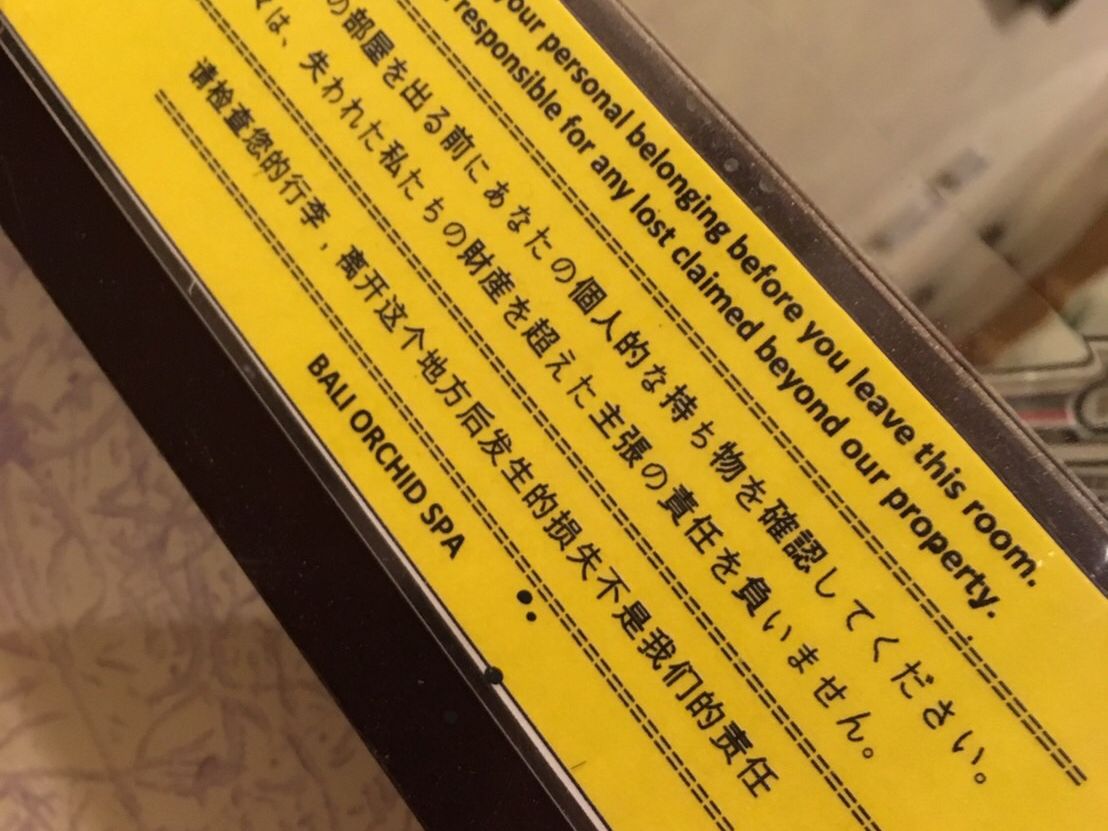 your personal belonging before you leave this room.
responsible for any lost claimed beyond our property.
の部屋を出る前にあなたの個人的な持ち物を確認してください。
は、失われた私たちの財産を超えた主張の責任を負いません。
请检查您的行李，离开这个地方后发生的损失不是我们的责任
BALI ORCHID SPA